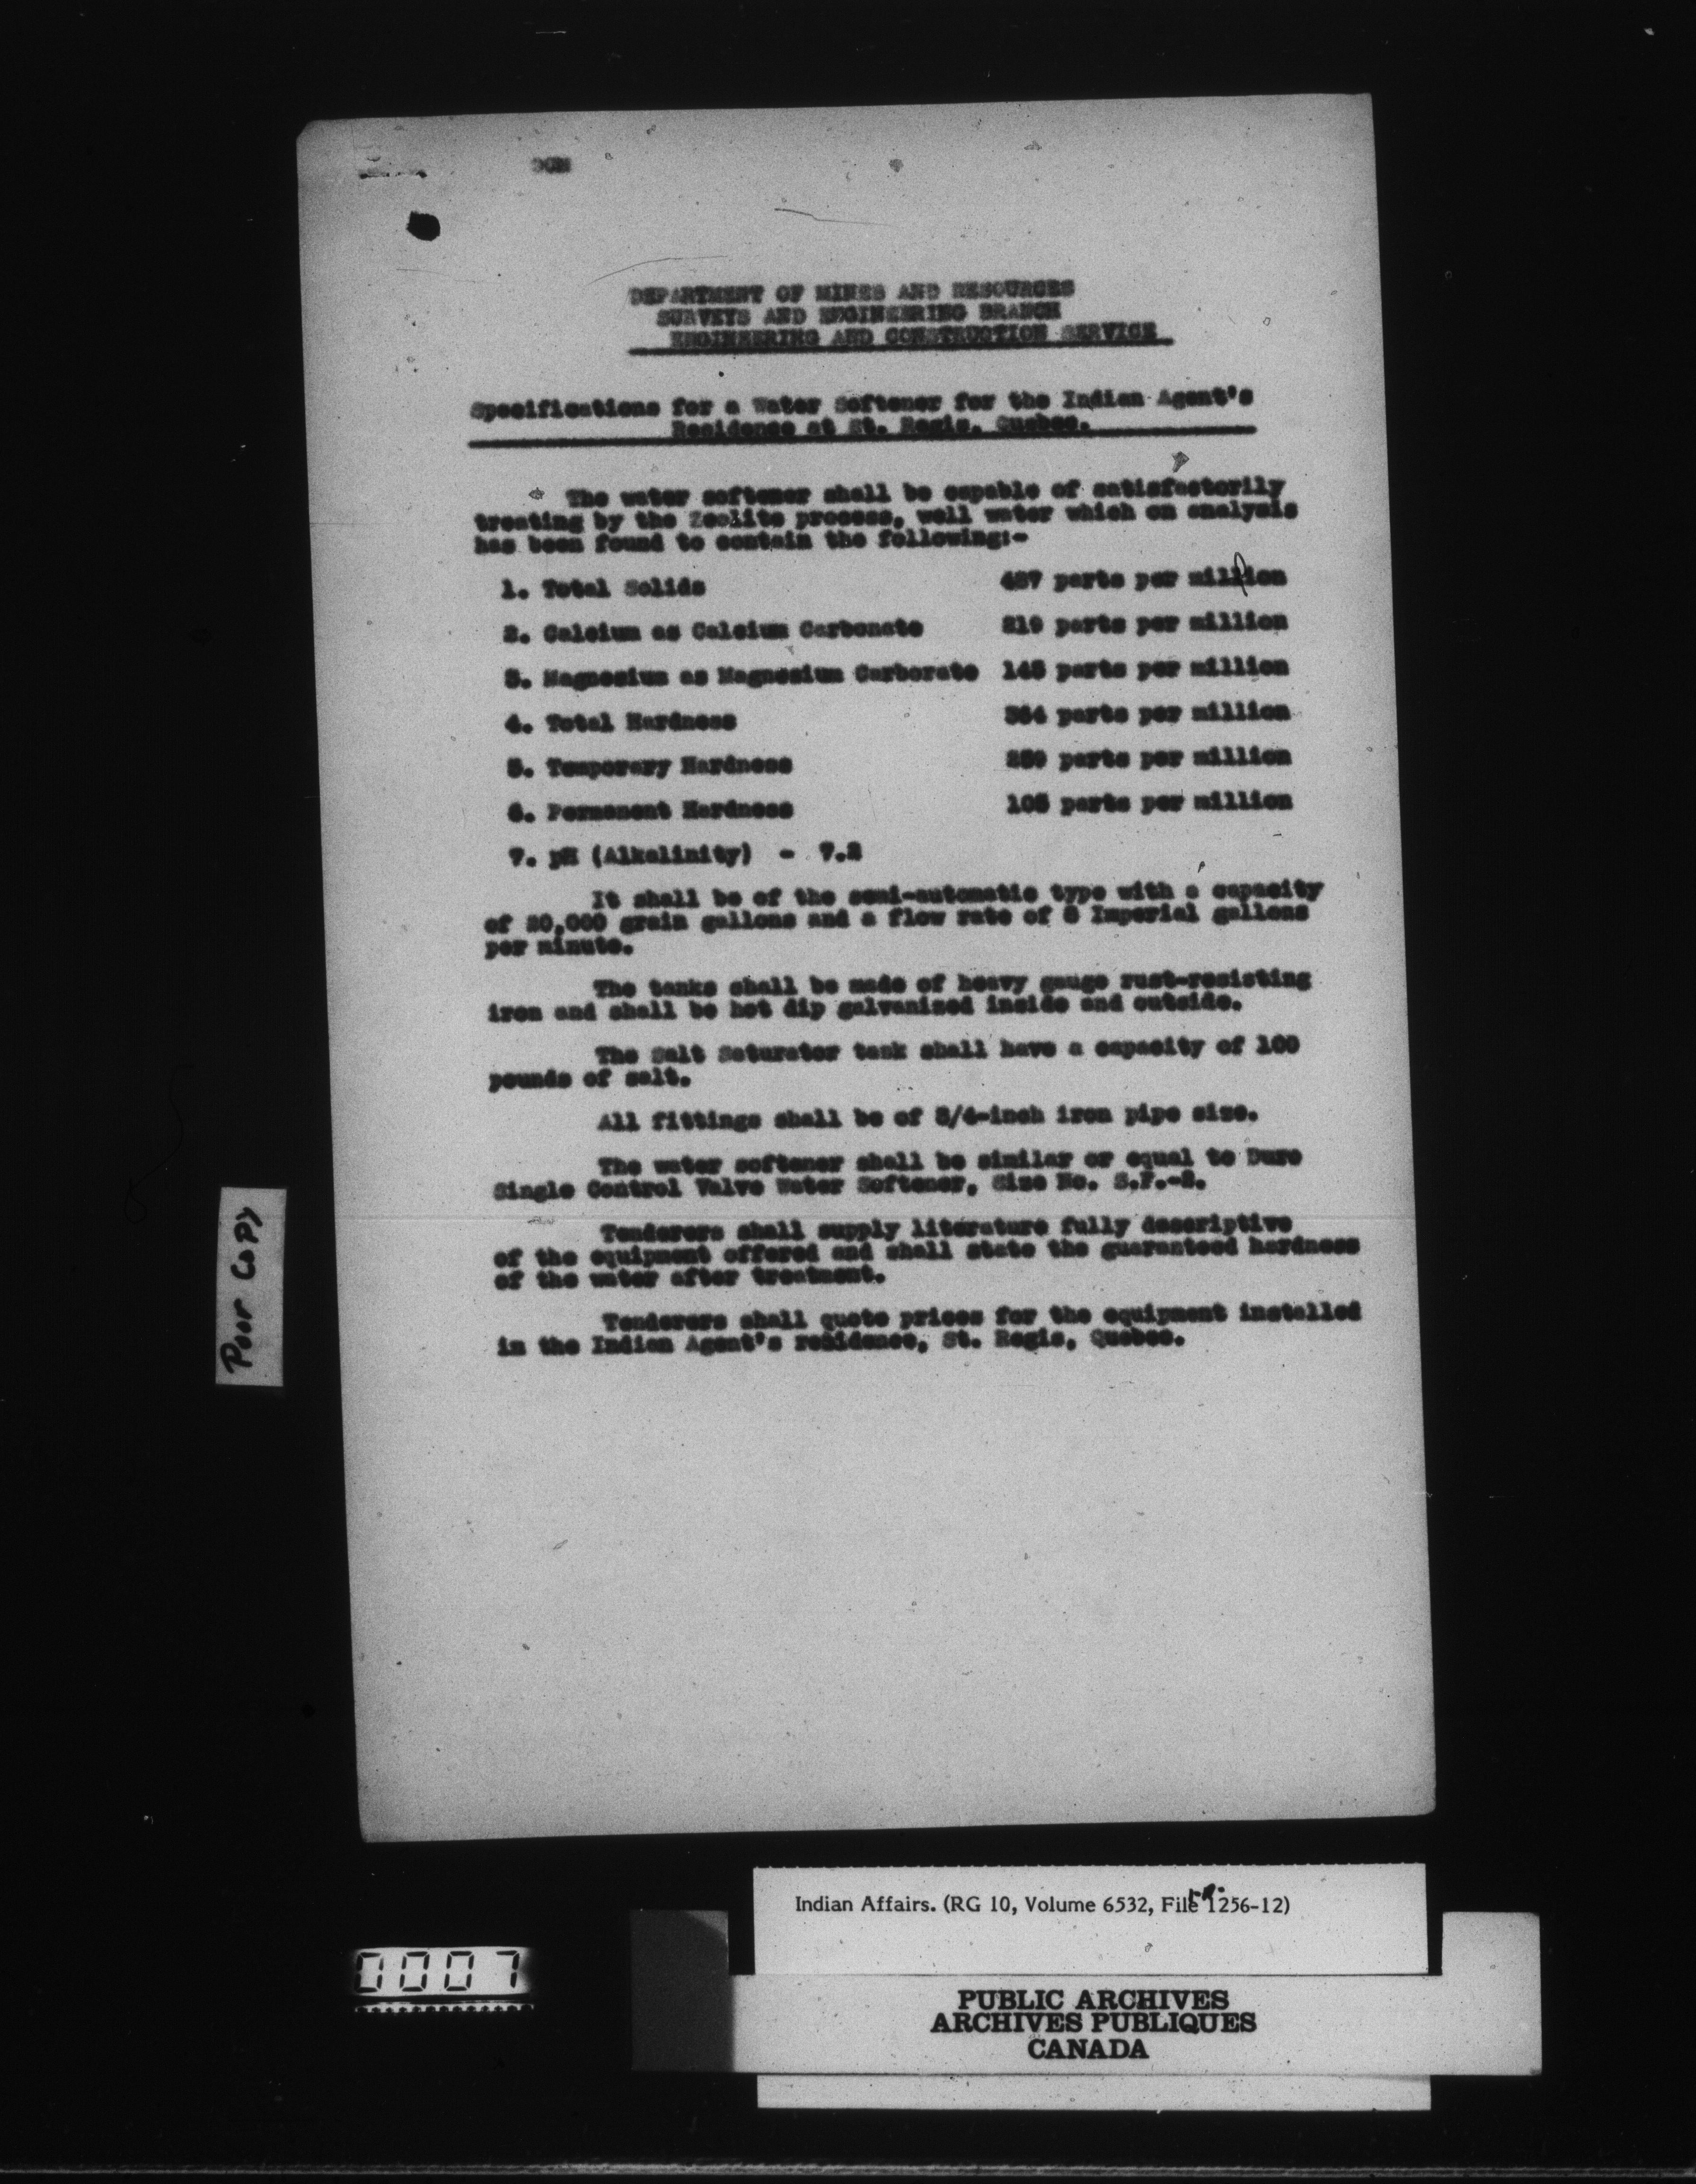 DEPARTMENT OF MINES AND RESOURCES
SURVEYS AND ENGINEERING BRANCH
ENGINEERING AND CONSTRUCTION SERVICE
Specifications for a Water Softener for the Indian Agent's
Residence at St. Regis, Quebec.
The water softener shall be capable of satisfactorily
treating by the Zeolite process, well water which on analysis
has been found to contain the following:-
1. Total Solids parts per million
2. Calcium as Calcium Carbonate 219 parts per million
3. Magnesium as Magnesium Carborate 145 parts per million
4. Total Hardness 364 parts per million
5. Temporary Hardness 259 parts per million
6. Permanent Hardness 105 parts per million
7. pH (Alkalinity) - 7.2
It shall be of the semi-automatic type with a capacity
of grain gallons and a flow rate of Imperial gallons
per minute.
The tanks shall be made of heavy gauge rust-resisting
iron and shall be hot dip galvanized inside and outside.
The Salt Saturator tank shall have a capacity of 100
pounds of salt.
All fittings shall be of 3/4-inch iron pipe size.
The water softener shall be similar or equal to Duro
Single Control Valve Water Softener, Size No.
Tenderers shall supply literature fully descriptive
of the equipment offered and shall state the guaranteed hardness
of the water after treatment.
Tenderers shall quote prices for the equipment installed
in the Indian Agent's residence, St. Regis, Quebec.
Poor Copy
Indian Affairs. (RG 10, Volume 6532, File 1256-12)
0007
PUBLIC ARCHIVES
ARCHIVES PUBLIQUES
CANADA